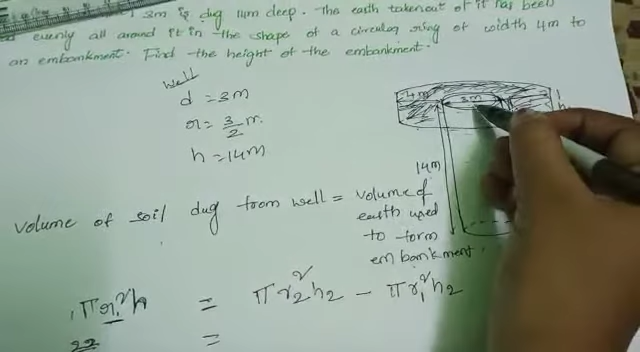 3m is dug 14m deep. The earth taken out of it has been
evenly all around it in the shape of a circular ring of width 4m to
an embankment. Find the height of the embankment.
Well
d = 3m
r = 3/2 m.
h = 14m
4m 3m h
14m
Volume of soil dug from well = volume of
earth used
to form
embankment.
πr₁²h = πr₂²h₂ - πr₁²h₂
22 =